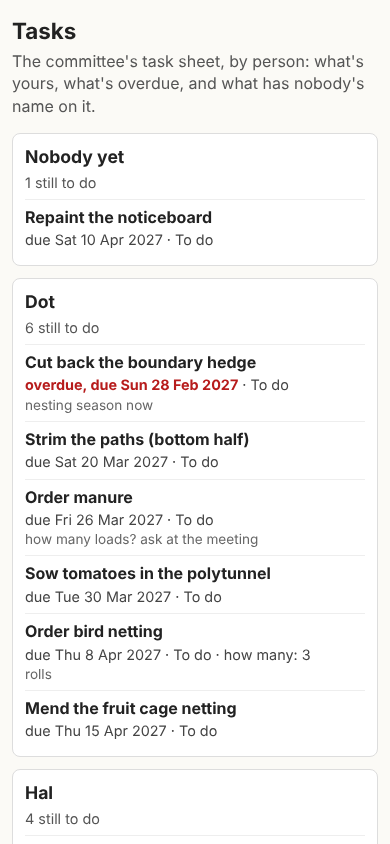 Tasks
The committee's task sheet, by person: what's
yours, what's overdue, and what has nobody's
name on it.
Nobody yet
1 still to do
Repaint the noticeboard
due Sat 10 Apr 2027 · To do
Dot
6 still to do
Cut back the boundary hedge
overdue, due Sun 28 Feb 2027 · To do
nesting season now
Strim the paths (bottom half)
due Sat 20 Mar 2027 · To do
Order manure
due Fri 26 Mar 2027 · To do
how many loads? ask at the meeting
Sow tomatoes in the polytunnel
due Tue 30 Mar 2027 · To do
Order bird netting
due Thu 8 Apr 2027 · To do · how many: 3
rolls
Mend the fruit cage netting
due Thu 15 Apr 2027 · To do
Hal
4 still to do